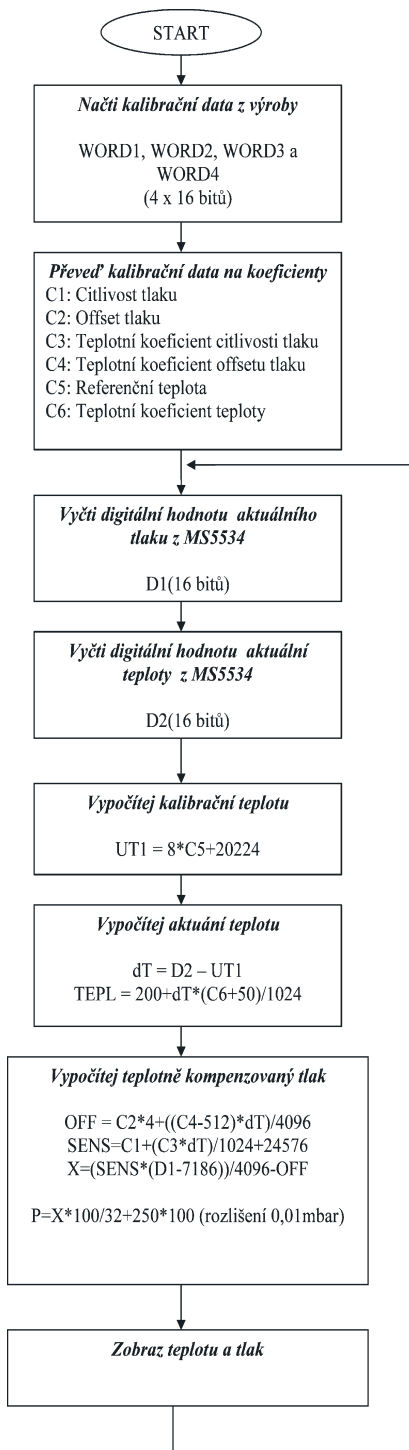 START
Načti kalibrační data z výroby
WORD1, WORD2, WORD3 a
WORD4
(4 x 16 bitů)
Převeď kalibrační data na koeficienty
C1: Citlivost tlaku
C2: Offset tlaku
C3: Teplotní koeficient citlivosti tlaku
C4: Teplotní koeficient offsetu tlaku
C5: Referenční teplota
C6: Teplotní koeficient teploty
Vyčti digitální hodnotu aktuálního
tlaku z MS5534
D1(16 bitů)
Vyčti digitální hodnotu aktuální
teploty z MS5534
D2(16 bitů)
Vypočítej kalibrační teplotu
UT1 = 8*C5+20224
Vypočítej aktuání teplotu
dT = D2 – UT1
TEPL = 200+dT*(C6+50)/1024
Vypočítej teplotně kompenzovaný tlak
OFF = C2*4+((C4-512)*dT)/4096
SENS=C1+(C3*dT)/1024+24576
X=(SENS*(D1-7186))/4096-OFF
P=X*100/32+250*100 (rozlišení 0,01mbar)
Zobraz teplotu a tlak